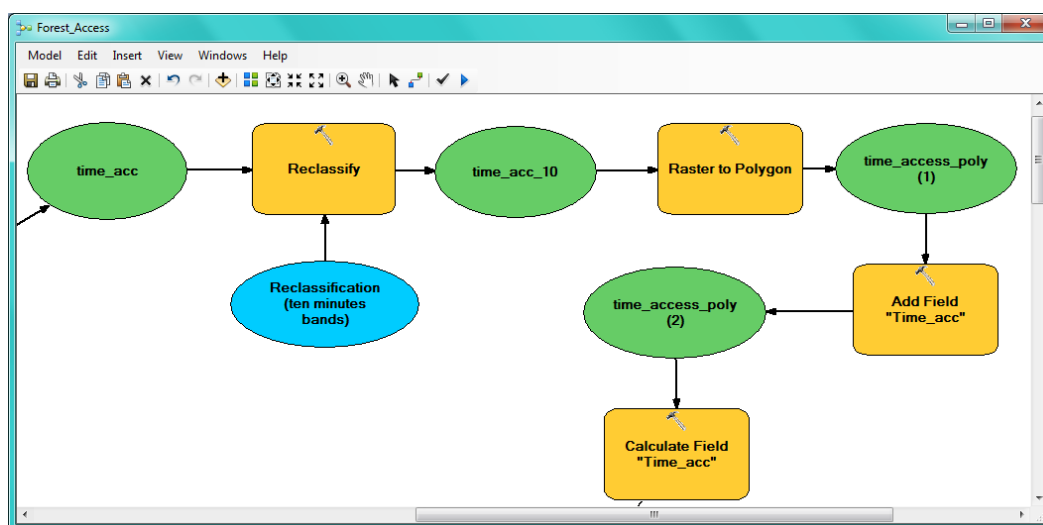 Forest_Access
Model Edit Insert View Windows Help
time_acc
Reclassify
time_acc_10
Raster to Polygon
time_access_poly
(1)
Reclassification
(ten minutes
bands)
time_access_poly
(2)
Add Field
"Time_acc"
Calculate Field
"Time_acc"